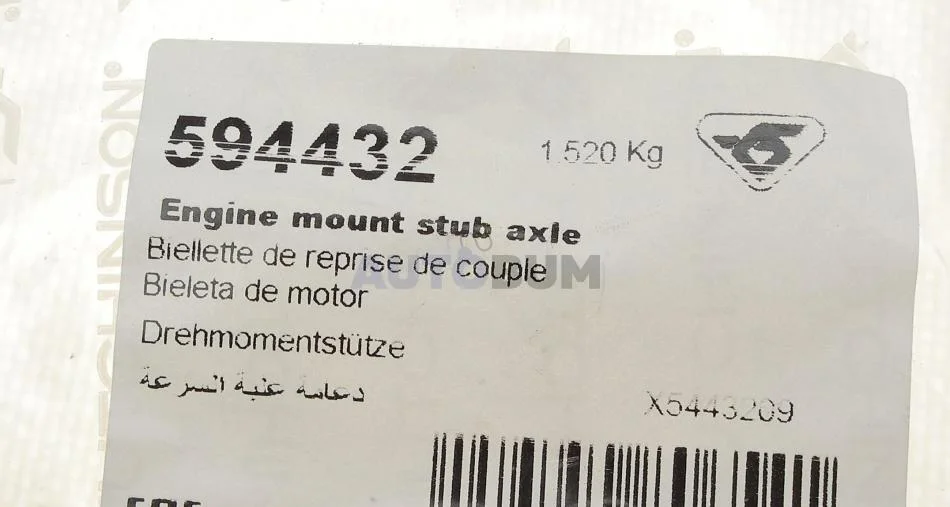 594432
1.520 Kg
Engine mount stub axle
Biellette de reprise de couple
AUTODUM
Bieleta de motor
Drehmomentstütze
دعامة عتبة السرعة
X5443209